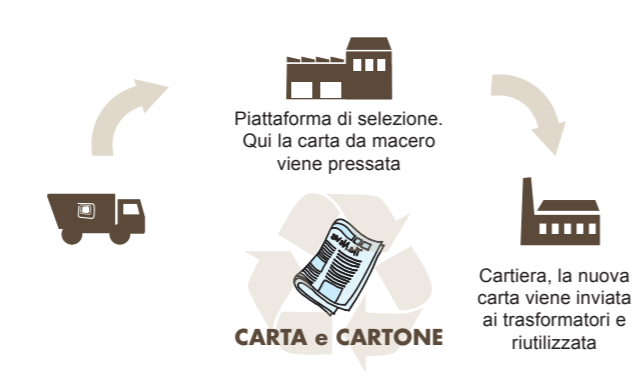 Piattaforma di selezione.
Qui la carta da macero
viene pressata
CARTA e CARTONE
Cartiera, la nuova
carta viene inviata
ai trasformatori e
riutilizzata